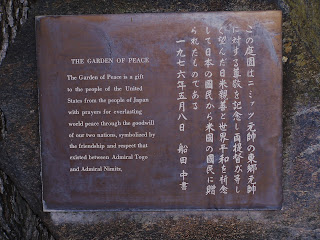 THE GARDEN OF PEACE
The Garden of Peace is a gift
to the people of the United
States from the people of Japan
with prayers for everlasting
world peace through the goodwill
of our two nations, symbolized by
the friendship and respect that
existed between Admiral Togo
and Admiral Nimitz.
この庭園はニミッツ元帥の東郷元帥
に対する尊敬を記念し両提督が等し
く望んだ日米親善と世界平和を祈念
して日本の國民から米國の國民に贈
られたものである
一九七六年五月八日 船田 中書